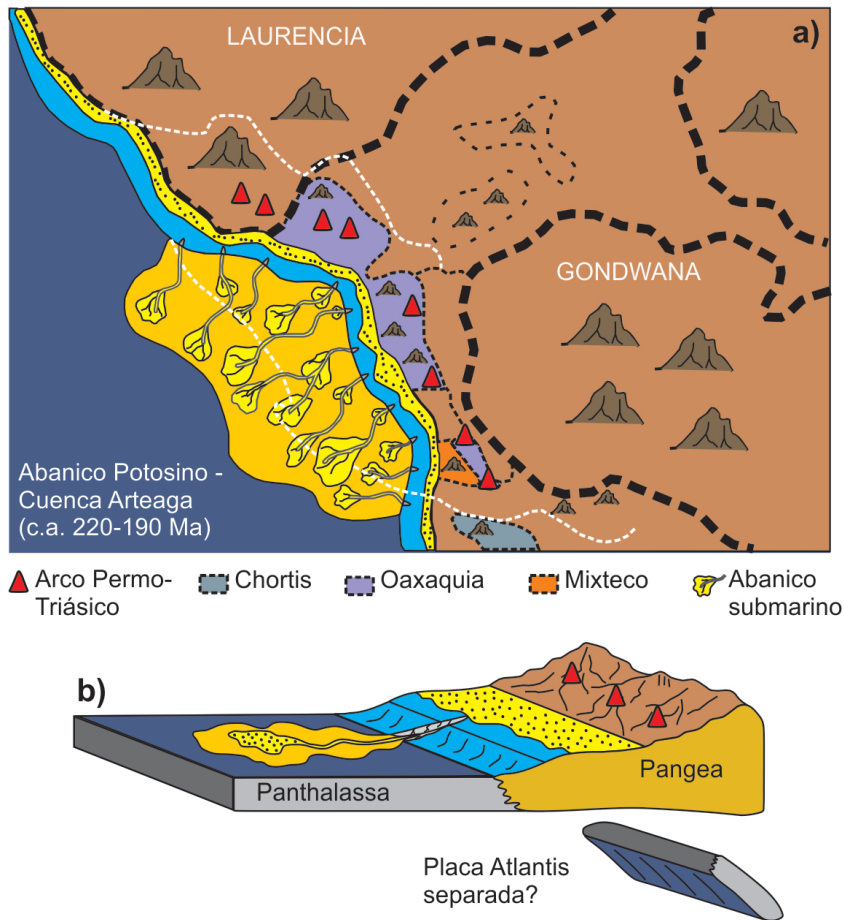 LAURENCIA
a)
GONDWANA
Abanico Potosino -
Cuenca Arteaga
(c.a. 220-190 Ma)
Arco Permo-
Triásico
Chortis
Oaxaquia
Mixteco
Abanico
submarino
b)
Pangea
Panthalassa
Placa Atlantis
separada?